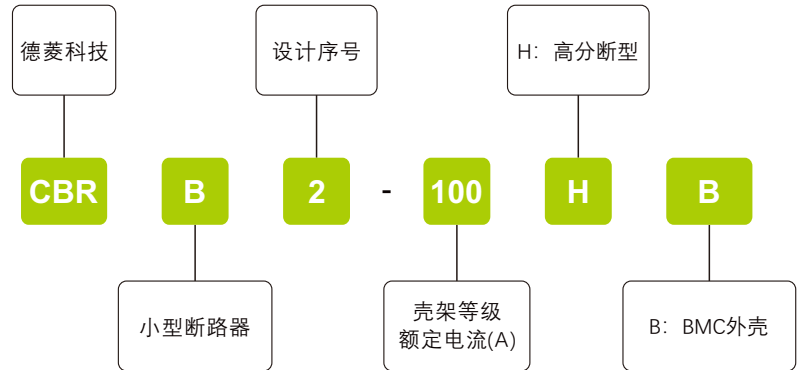 德菱科技
设计序号
H：高分断型
CBR B 2 - 100 H B
小型断路器
壳架等级
额定电流(A)
B：BMC外壳